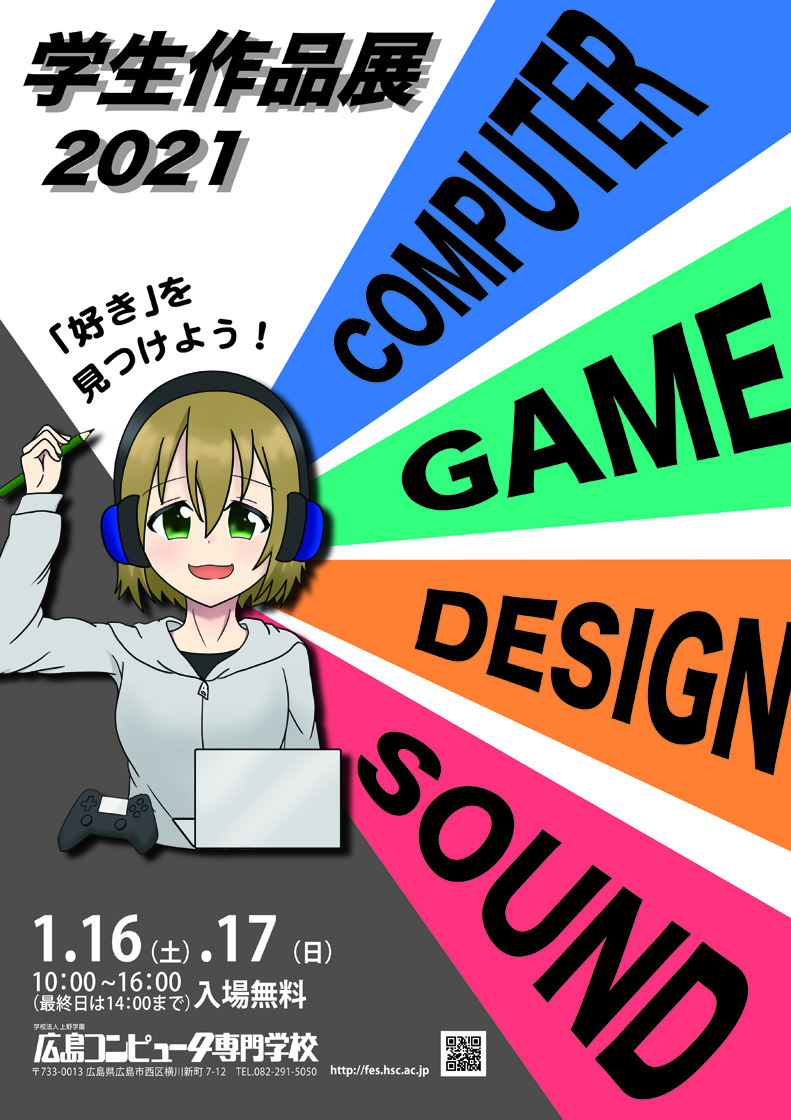 学生作品展
2021
「好き」を
見つけよう！
COMPUTER
GAME
DESIGN
SOUND
1.16（土）.17（日）
10：00～16：00
（最終日は14：00まで）入場無料
学校法人上野学園
広島コンピュータ専門学校
〒733-0013 広島県広島市西区横川新町 7-12　TEL.082-291-5050　http://fes.hsc.ac.jp